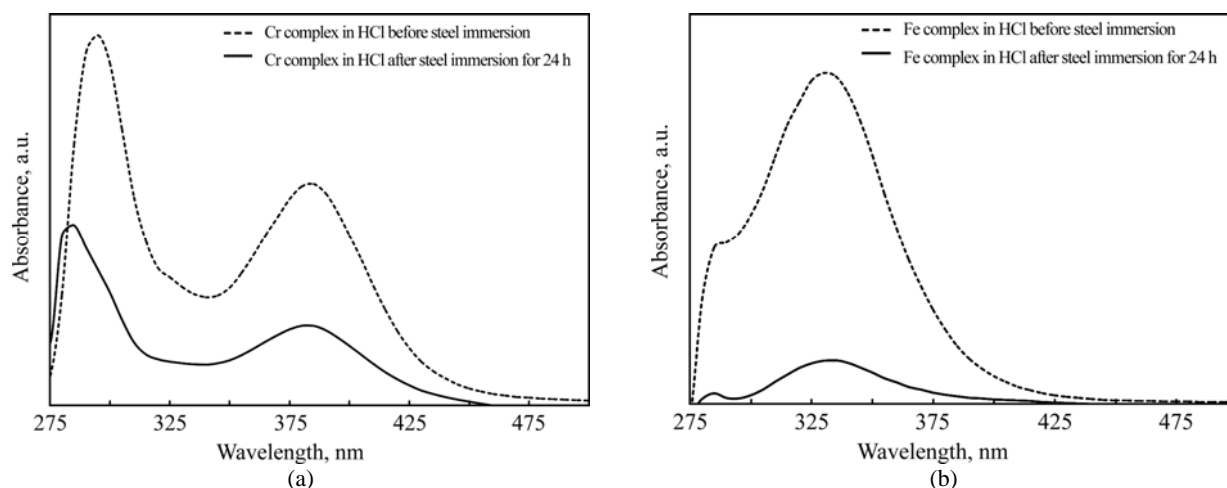 Cr complex in HCl before steel immersion
Cr complex in HCl after steel immersion for 24 h
Absorbance, a.u.
275 325 375 425 475
Wavelength, nm
(a)
Fe complex in HCl before steel immersion
Fe complex in HCl after steel immersion for 24 h
Absorbance, a.u.
275 325 375 425 475
Wavelength, nm
(b)